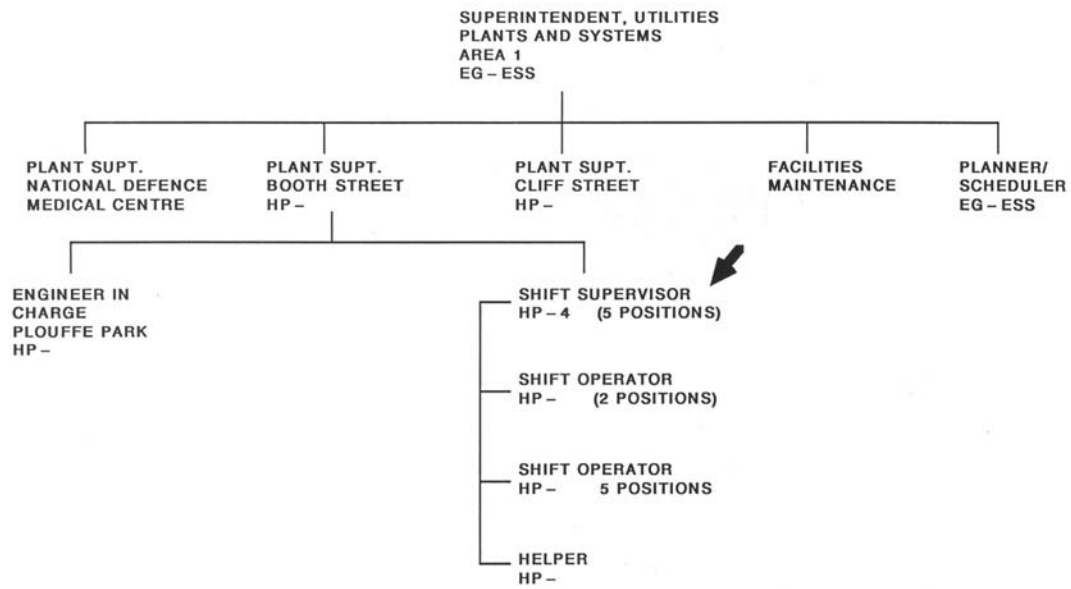 SUPERINTENDENT, UTILITIES
PLANTS AND SYSTEMS
AREA 1
EG – ESS
PLANT SUPT.
NATIONAL DEFENCE
MEDICAL CENTRE
PLANT SUPT.
BOOTH STREET
HP –
PLANT SUPT.
CLIFF STREET
HP –
FACILITIES
MAINTENANCE
PLANNER/
SCHEDULER
EG – ESS
ENGINEER IN
CHARGE
PLOUFFE PARK
HP –
SHIFT SUPERVISOR
HP – 4 (5 POSITIONS)
SHIFT OPERATOR
HP – (2 POSITIONS)
SHIFT OPERATOR
HP – 5 POSITIONS
HELPER
HP –